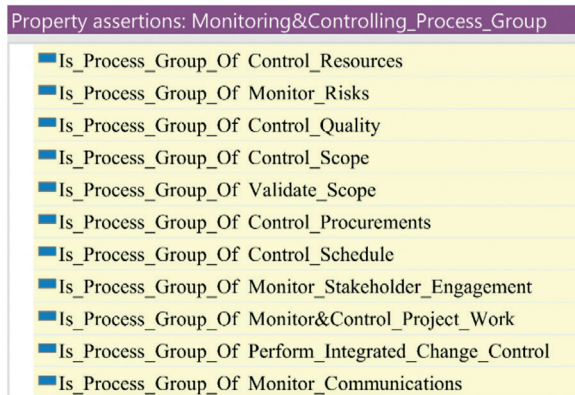 Property assertions: Monitoring&Controlling_Process_Group
Is_Process_Group_Of Control_Resources
Is_Process_Group_Of Monitor_Risks
Is_Process_Group_Of Control_Quality
Is_Process_Group_Of Control_Scope
Is_Process_Group_Of Validate_Scope
Is_Process_Group_Of Control_Procurements
Is_Process_Group_Of Control_Schedule
Is_Process_Group_Of Monitor_Stakeholder_Engagement
Is_Process_Group_Of Monitor&Control_Project_Work
Is_Process_Group_Of Perform_Integrated_Change_Control
Is_Process_Group_Of Monitor_Communications